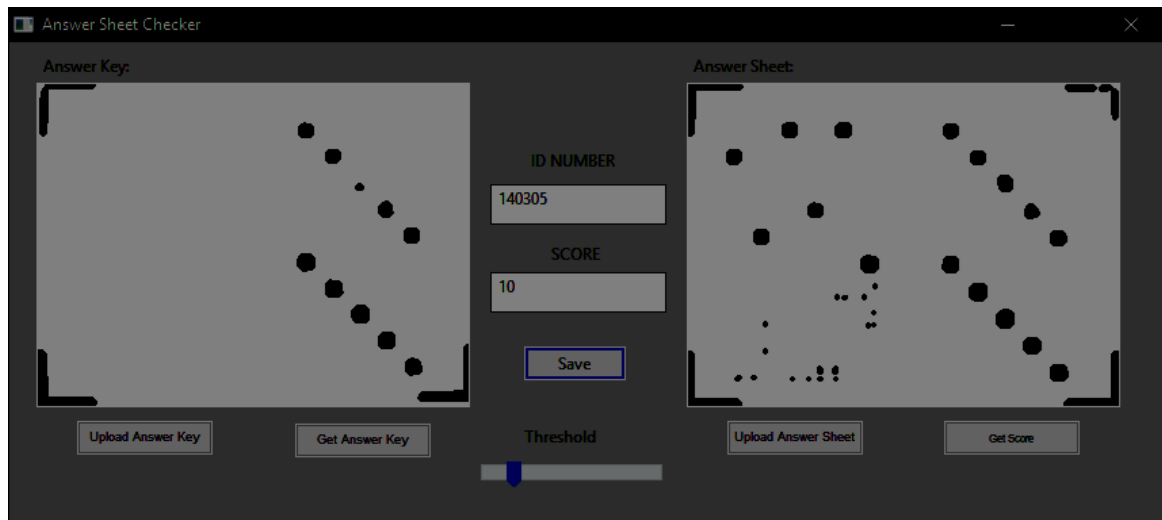 Answer Sheet Checker
Answer Key:
Answer Sheet:
ID NUMBER
140305
SCORE
10
Save
Upload Answer Key
Get Answer Key
Threshold
Upload Answer Sheet
Get Score